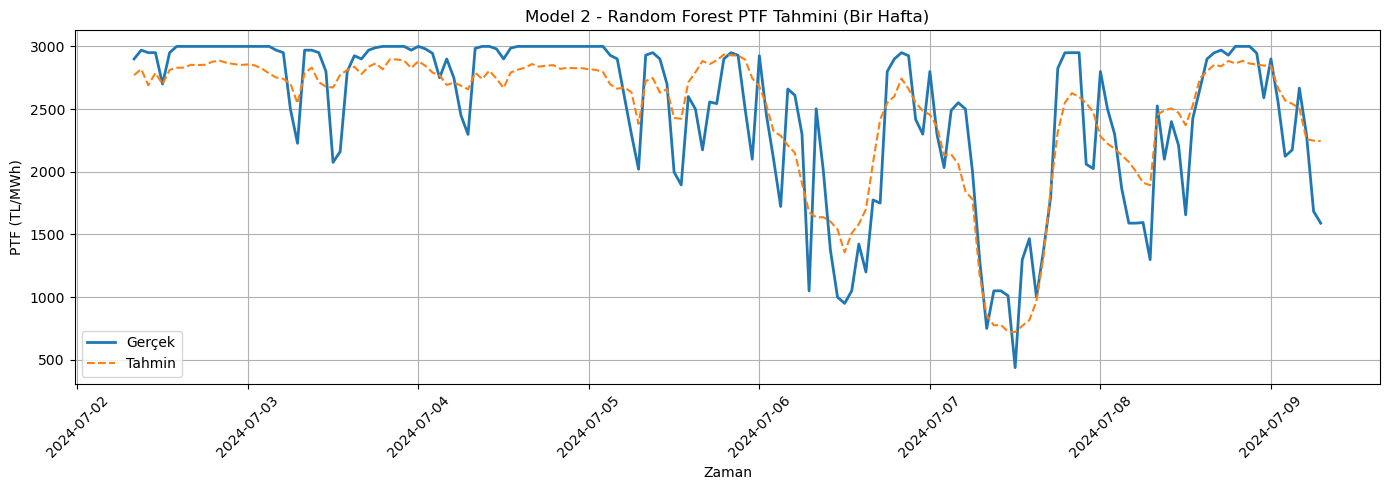 Model 2 - Random Forest PTF Tahmini (Bir Hafta)
PTF (TL/MWh)
3000
2500
2000
1500
1000
500
Gerçek
Tahmin
2024-07-02
2024-07-03
2024-07-04
2024-07-05
2024-07-06
2024-07-07
2024-07-08
2024-07-09
Zaman